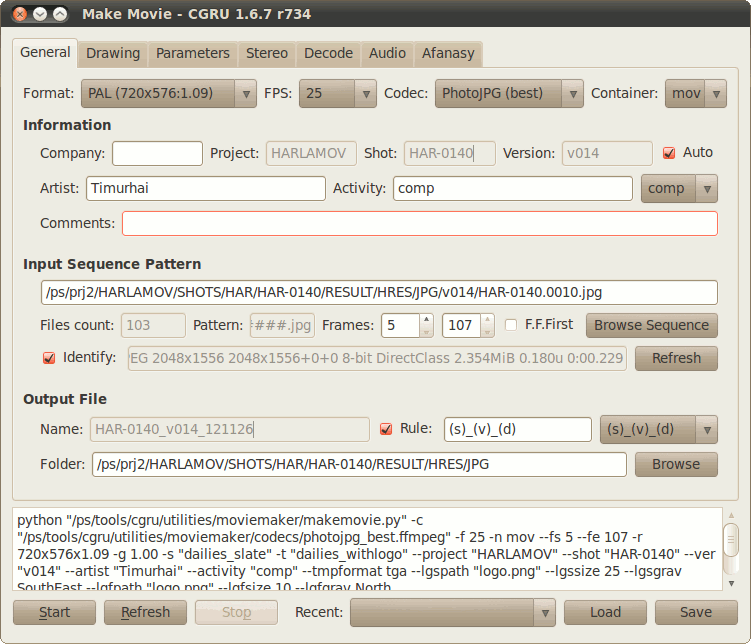 Make Movie - CGRU 1.6.7 r734
General Drawing Parameters Stereo Decode Audio Afanasy
Format: PAL (720x576:1.09) FPS: 25 Codec: PhotoJPG (best) Container: mov
Information
Company: Project: HARLAMOV Shot: HAR-0140 Version: v014 Auto
Artist: Timurhai Activity: comp comp
Comments:
Input Sequence Pattern
/ps/prj2/HARLAMOV/SHOTS/HAR/HAR-0140/RESULT/HRES/JPG/v014/HAR-0140.0010.jpg
Files count: 103 Pattern: ###.jpg Frames: 5 107 F.F.First Browse Sequence
Identify: PEG 2048x1556 2048x1556+0+0 8-bit DirectClass 2.354MiB 0.180u 0:00.229 Refresh
Output File
Name: HAR-0140_v014_121126 Rule: (s)_(v)_(d) (s)_(v)_(d)
Folder: /ps/prj2/HARLAMOV/SHOTS/HAR/HAR-0140/RESULT/HRES/JPG Browse
python "/ps/tools/cgru/utilities/moviemaker/makemovie.py" -c
"/ps/tools/cgru/utilities/moviemaker/codecs/photojpg_best.ffmpeg" -f 25 -n mov --fs 5 --fe 107 -r
720x576x1.09 -g 1.00 -s "dailies_slate" -t "dailies_withlogo" --project "HARLAMOV" --shot "HAR-0140" --ver
"v014" --artist "Timurhai" --activity "comp" --tmpformat tga --lgspath "logo.png" --lgssize 25 --lgsgrav
SouthEast --lgfpath "logo.png" --lgfsize 10 --lgfgrav North
Start Refresh Stop Recent: Load Save